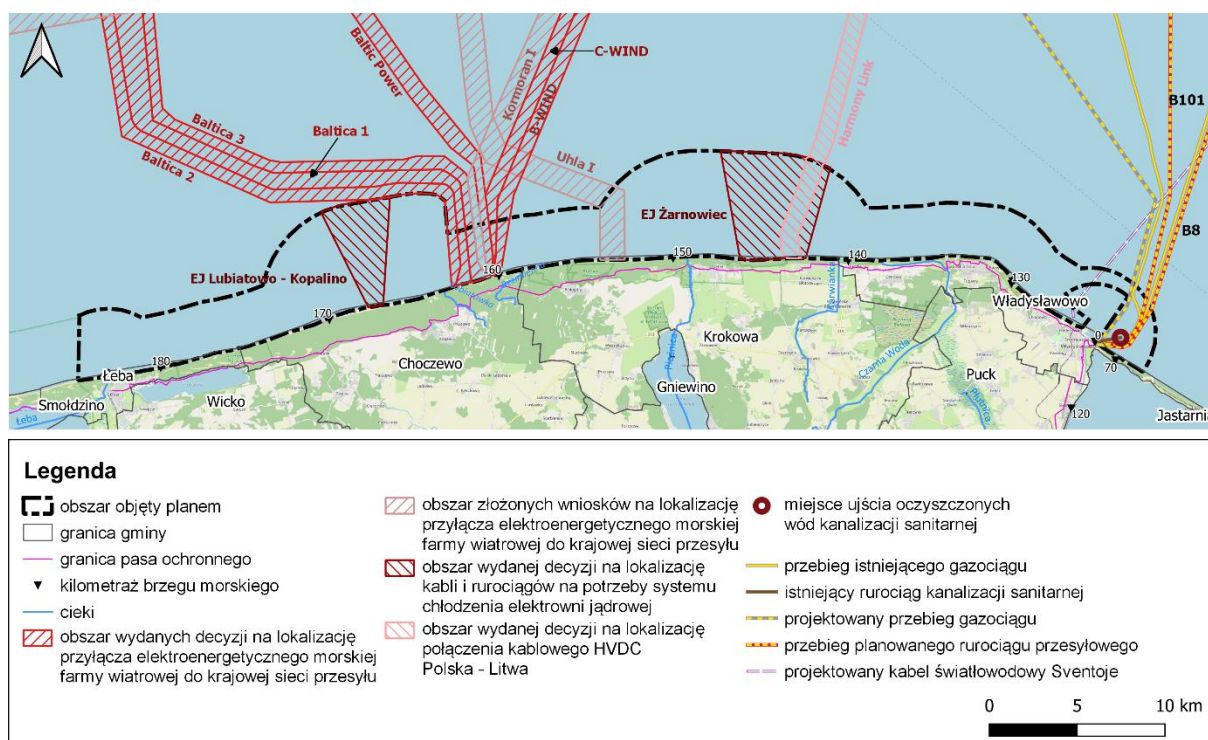 Baltic Power
Kormoran I
C-WIND
B-WIND
Harmony Link
B101
Baltica 3
Baltica 1
Baltica 2
Uhla I
EJ Żarnowiec
B8
EJ Lubiatowo - Kopalino
160
150
140
130
Władysławowo
170
0
180
Łeba
Choczewo
Krokowa
Piaśnica
Karwianka
Czarna Woda
70
Smołdzino
Wicko
Gniewino
Puck
Płutnica
120
Jastarnia
Łeba
Legenda
obszar objęty planem
granica gminy
granica pasa ochronnego
kilometraż brzegu morskiego
cieki
obszar wydanych decyzji na lokalizację
przyłącza elektroenergetycznego morskiej
farmy wiatrowej do krajowej sieci przesyłu
obszar złożonych wniosków na lokalizację
przyłącza elektroenergetycznego morskiej
farmy wiatrowej do krajowej sieci przesyłu
obszar wydanej decyzji na lokalizację
kabli i rurociągów na potrzeby systemu
chłodzenia elektrowni jądrowej
obszar wydanej decyzji na lokalizację
połączenia kablowego HVDC
Polska - Litwa
miejsce ujścia oczyszczonych
wód kanalizacji sanitarnej
przebieg istniejącego gazociągu
istniejący rurociąg kanalizacji sanitarnej
projektowany przebieg gazociągu
przebieg planowanego rurociągu przesyłowego
projektowany kabel światłowodowy Sventoje
0 5 10 km